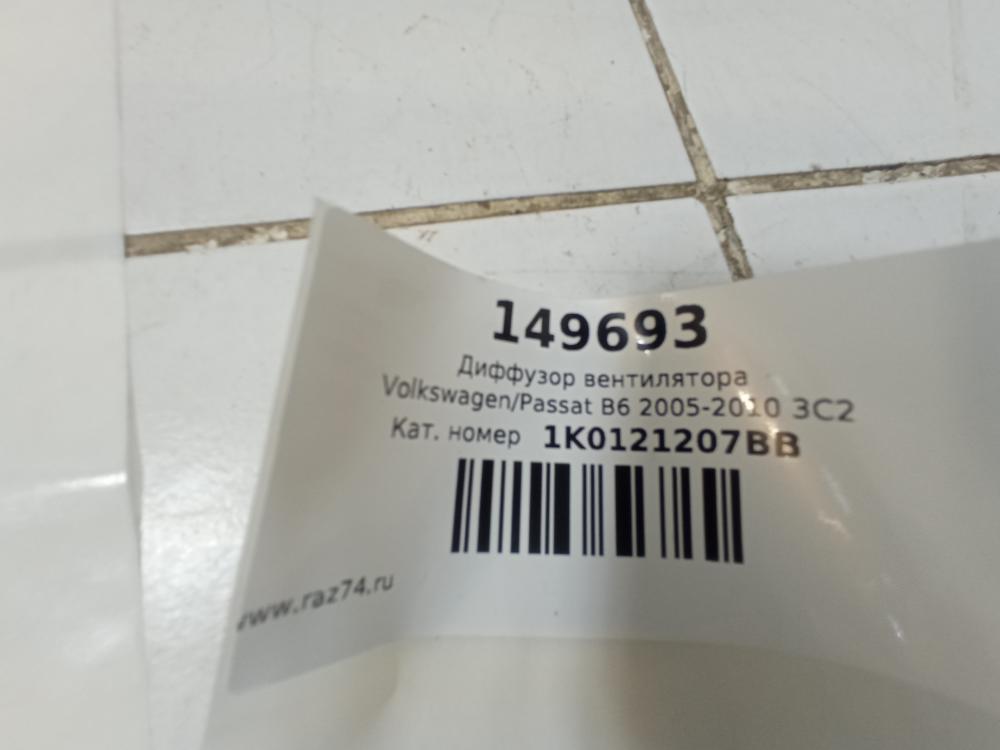 149693
Диффузор вентилятора
Volkswagen/Passat B6 2005-2010 3C2
Кат. номер 1K0121207BB
www.raz74.ru